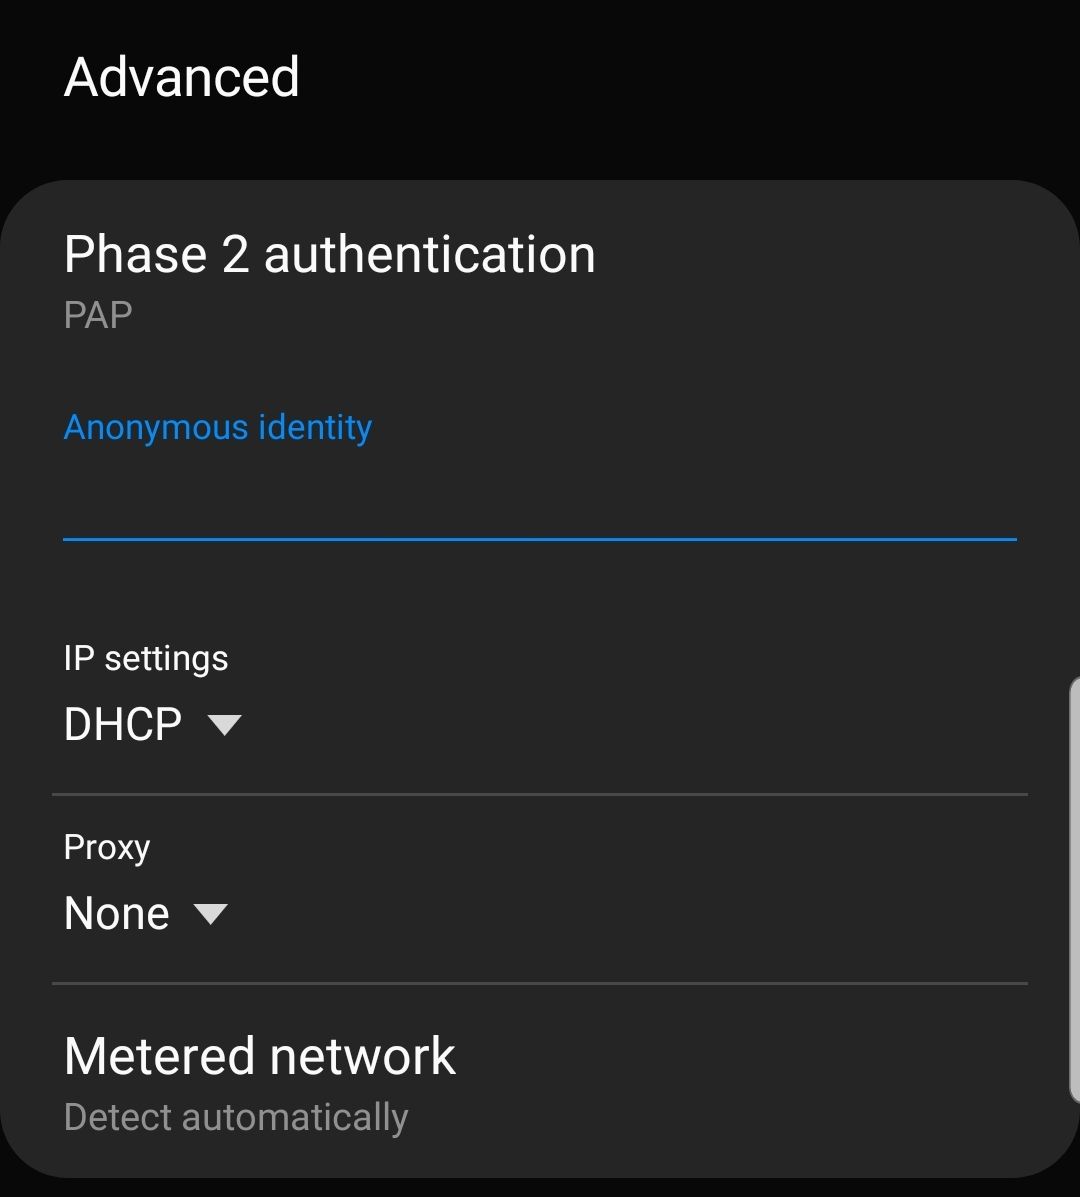 Advanced
Phase 2 authentication
PAP
Anonymous identity
IP settings
DHCP
Proxy
None
Metered network
Detect automatically